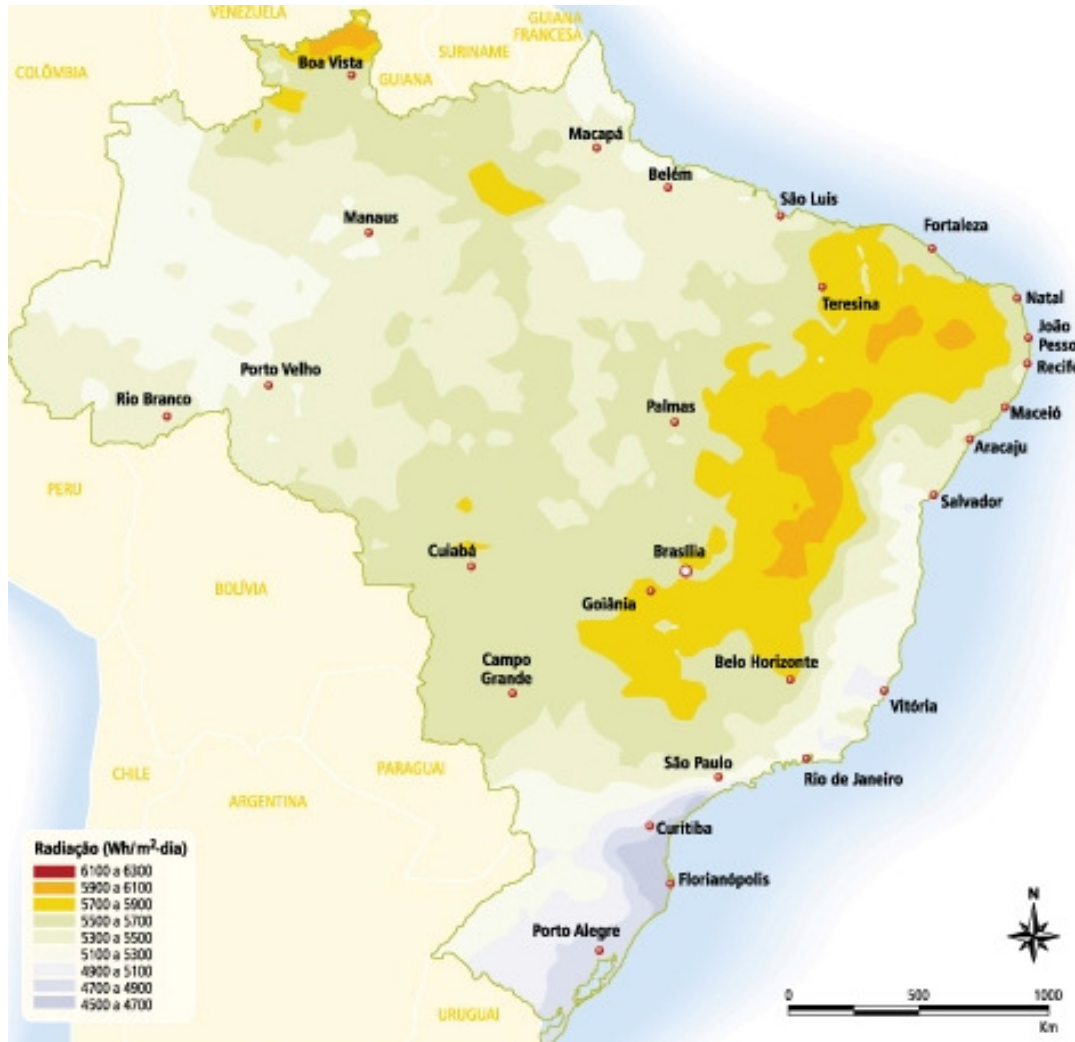 VENEZUELA
GUIANA
FRANCESA
SURINAME
COLÔMBIA
Boa Vista
GUIANA
Macapá
Belém
São Luis
Manaus
Fortaleza
Teresina
Natal
João
Pesso
Recife
Porto Velho
Rio Branco
Palmas
Maceió
Aracaju
PERU
Salvador
Cuiabá
Brasília
BOLÍVIA
Goiânia
Campo
Grande
Belo Horizonte
Vitória
São Paulo
Rio de Janeiro
CHILE
PARAGUAI
ARGENTINA
Curitiba
Florianópolis
Porto Alegre
URUGUAI
Radiação (Wh/m²-dia)
6100 a 6300
5900 a 6100
5700 a 5900
5500 a 5700
5300 a 5500
5100 a 5300
4900 a 5100
4700 a 4900
4500 a 4700
N
0 500 1000
Km